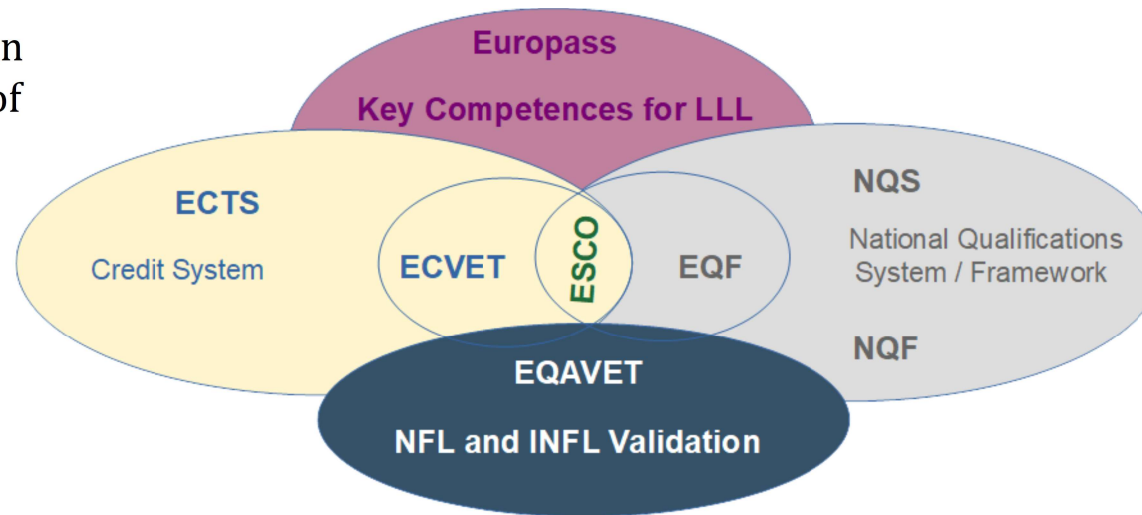 n
of
Europass
Key Competences for LLL
ECTS
Credit System
ECVET
ESCO
EQF
NQS
National Qualifications
System / Framework
NQF
EQAVET
NFL and INFL Validation